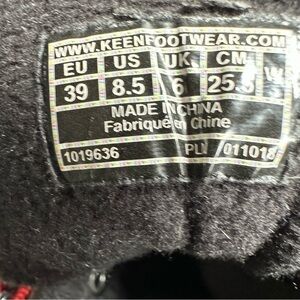 WWW.KEENFOOTWEAR.COM
EU US UK CM
39 8.5 6 25.5
MADE IN CHINA
Fabriqué en Chine
1019636 011018